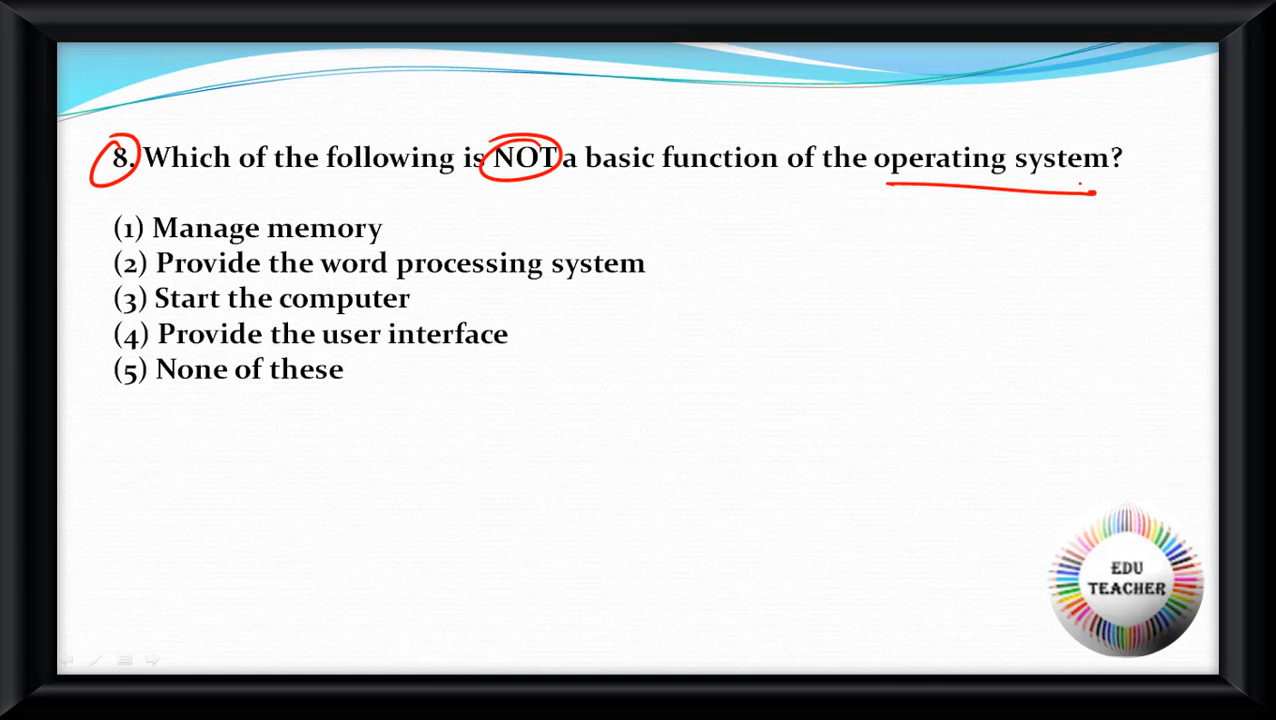 8. Which of the following is NOT a basic function of the operating system?
(1) Manage memory
(2) Provide the word processing system
(3) Start the computer
(4) Provide the user interface
(5) None of these
EDU
TEACHER